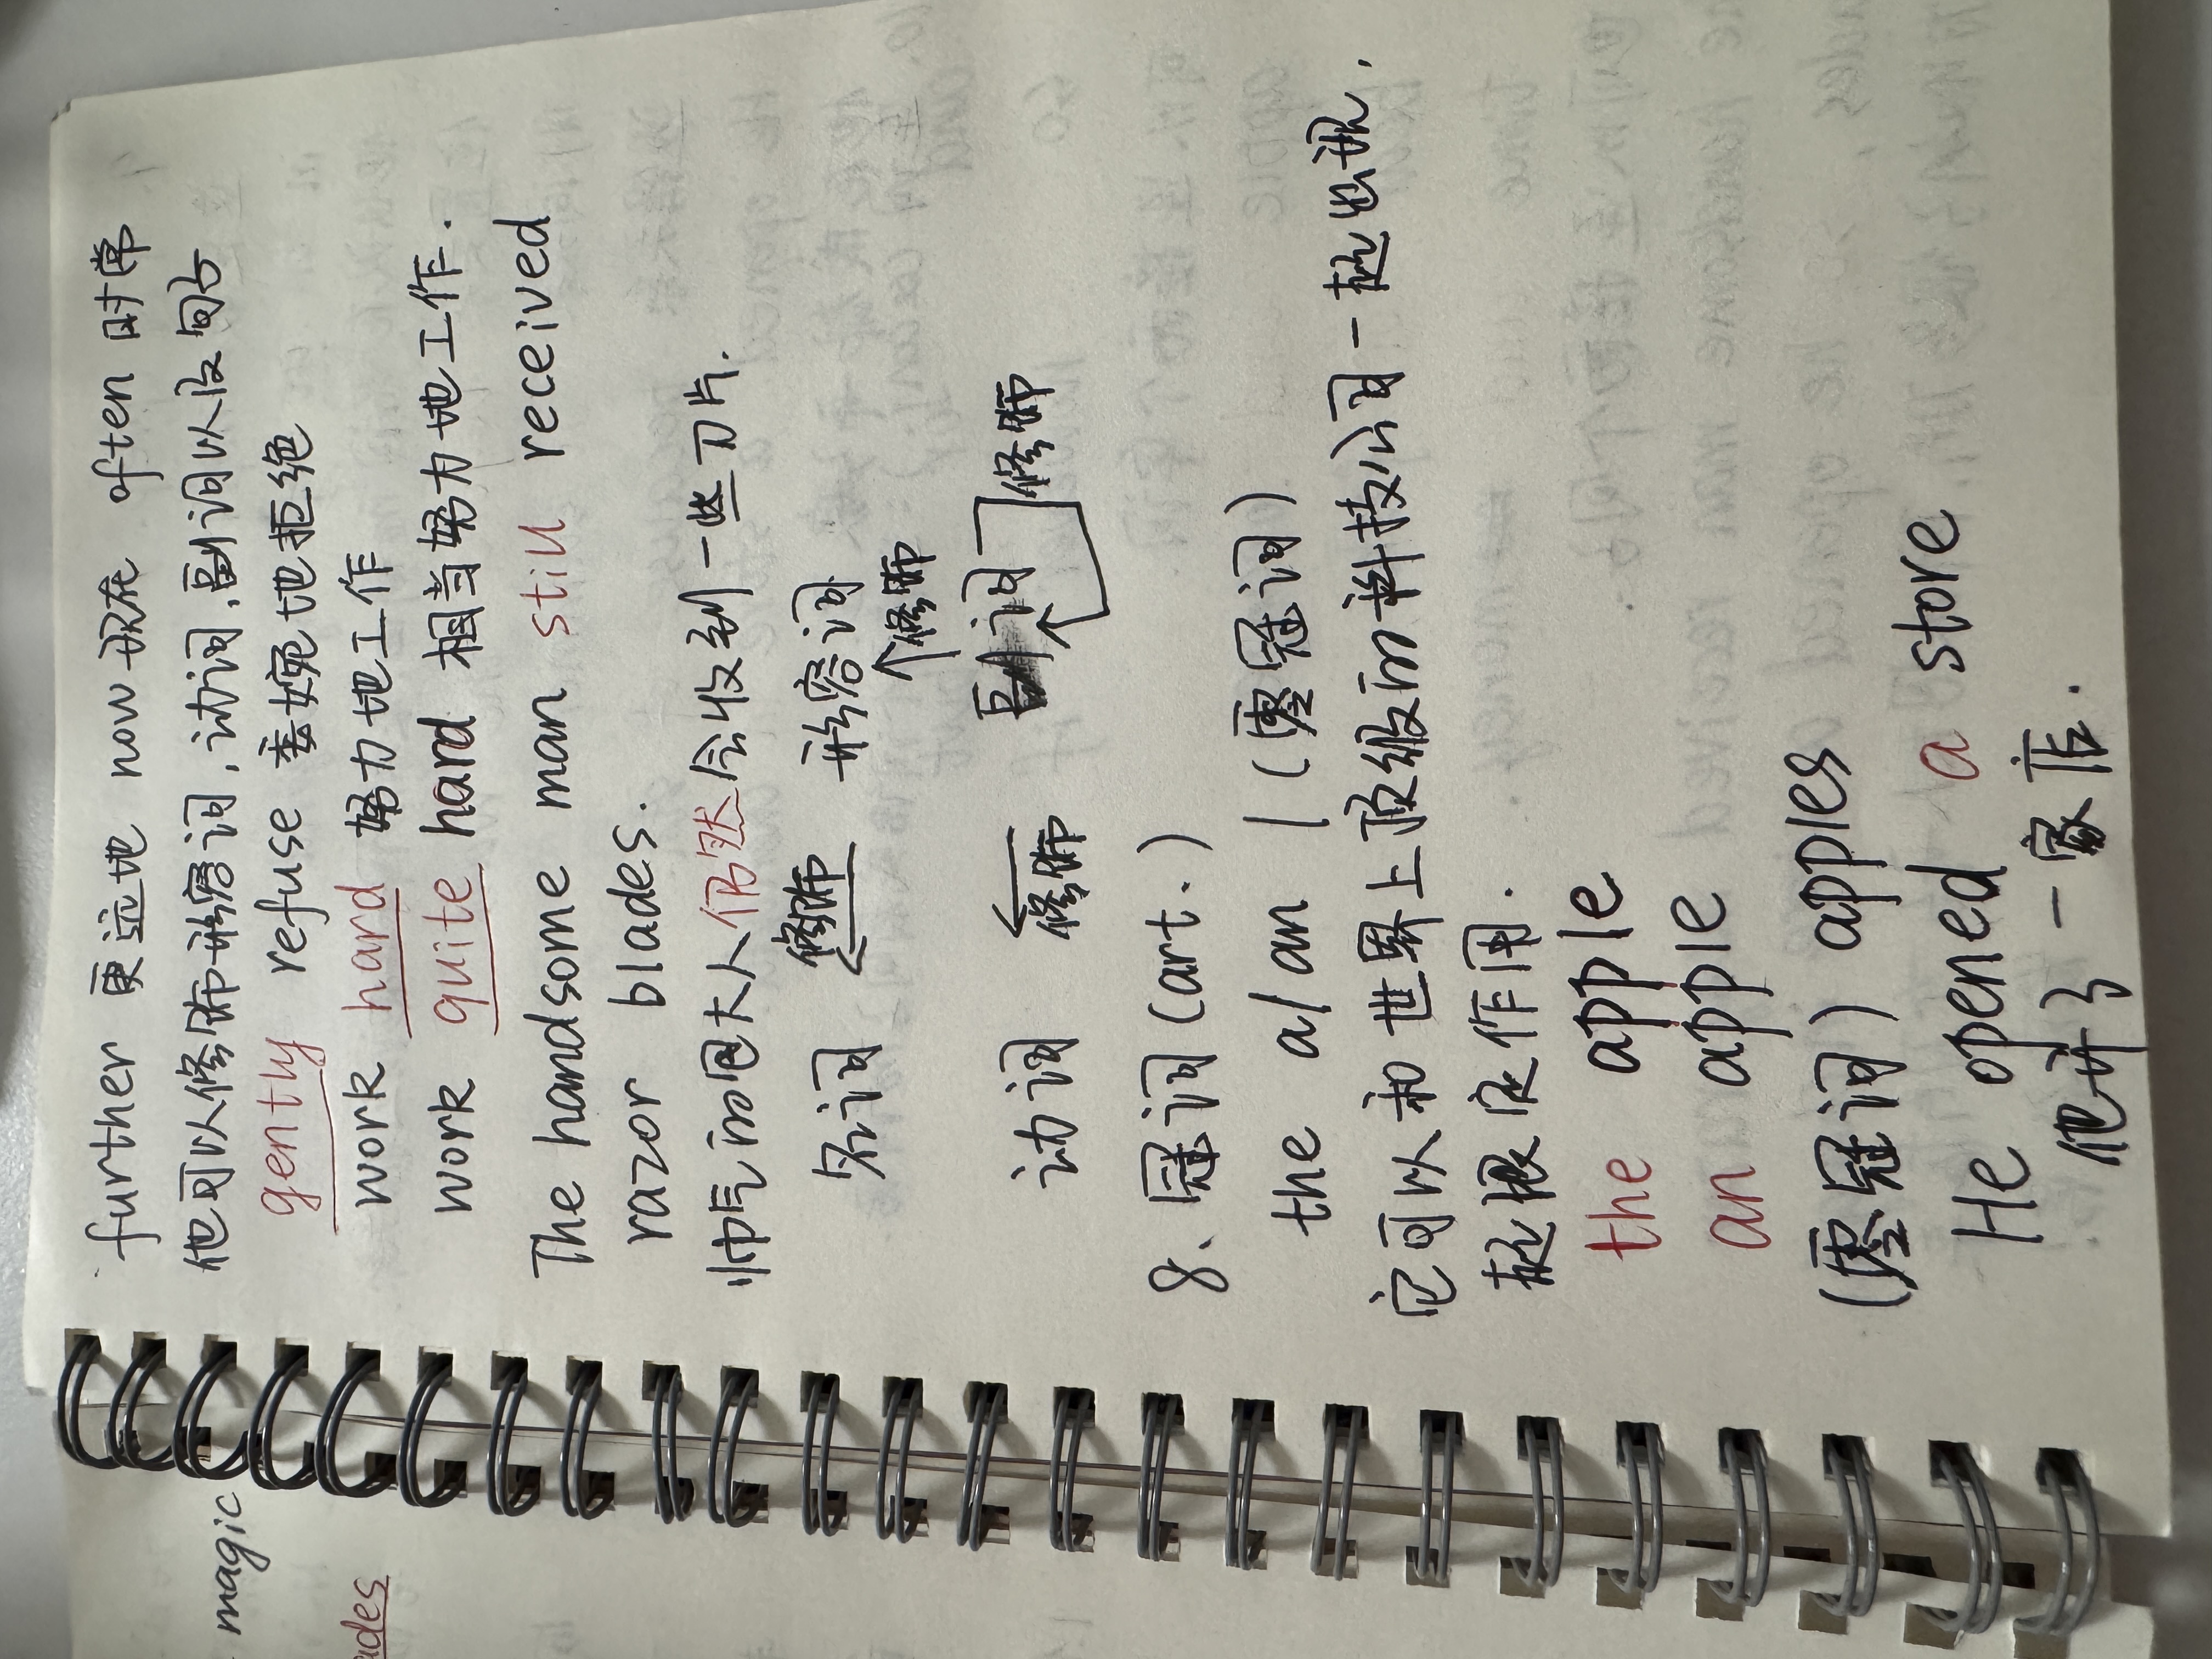 magic
ades
further 更远地 now 现在 often 时常
他可以修饰形容词,动词,副词以及句子
gently refuse 委婉地拒绝
work hard 努力地工作
work quite hard 相当努力地工作.
The handsome man still received
razor blades.
帅气的包大人仍然会收到一些刀片.
名词 修饰 形容词
修饰
动词 修饰 副词 修饰
8、冠词(art.)
the a/an /(零冠词)
它可以和世界上顶级的科技公司一起出现,
起限定作用.
the apple
an apple
(零冠词) apples
He opened a store
他开了一家店.